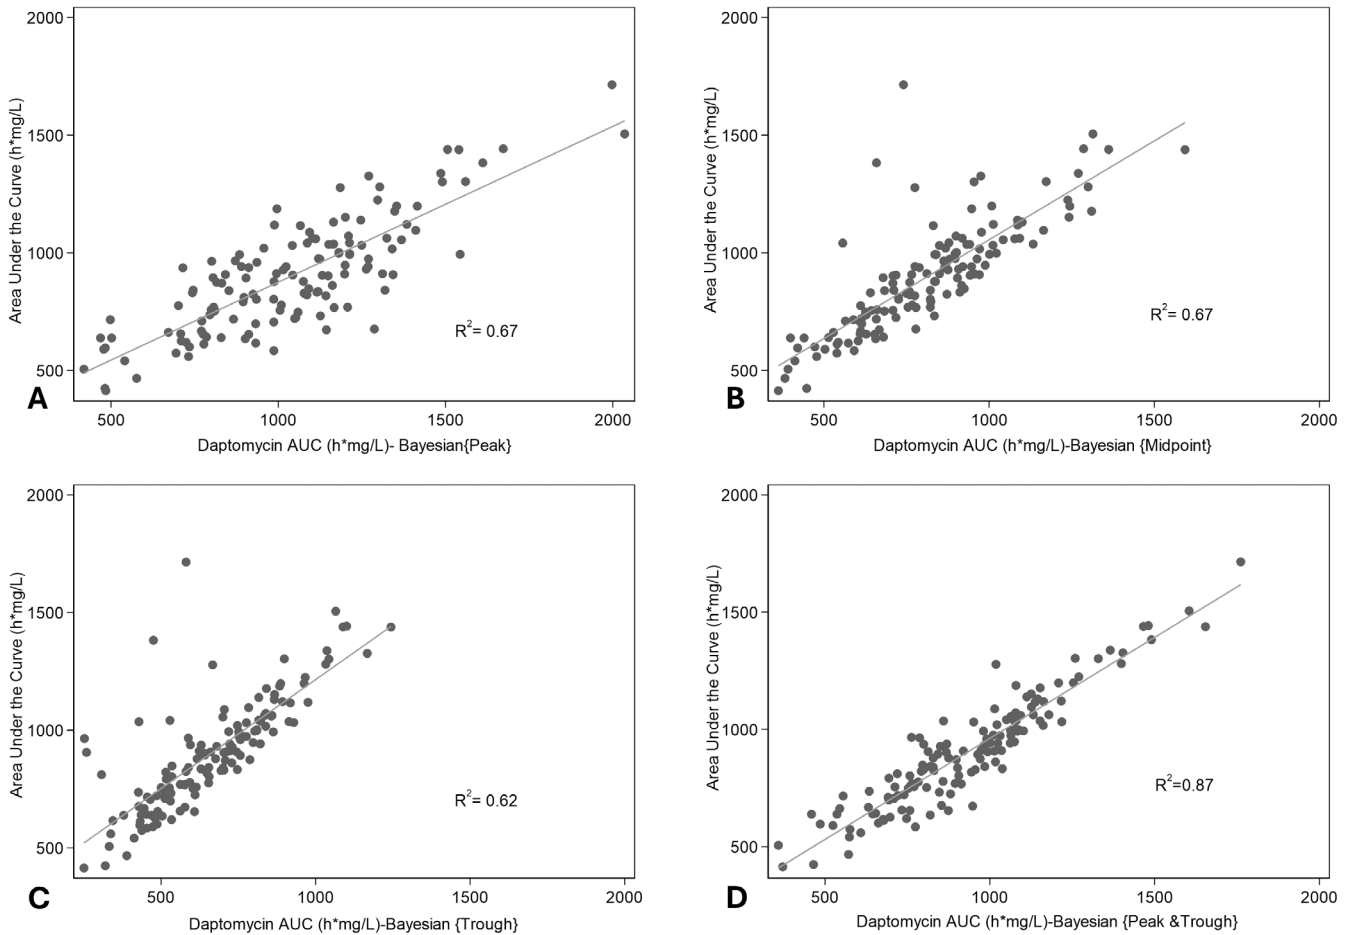 2000
1500
1000
500
Area Under the Curve (h*mg/L)
R²= 0.67
A
500 1000 1500 2000
Daptomycin AUC (h*mg/L)- Bayesian{Peak}
2000
1500
1000
500
Area Under the Curve (h*mg/L)
R²= 0.67
B
500 1000 1500 2000
Daptomycin AUC (h*mg/L)-Bayesian {Midpoint}
2000
1500
1000
500
Area Under the Curve (h*mg/L)
R²= 0.62
C
500 1000 1500 2000
Daptomycin AUC (h*mg/L)-Bayesian {Trough}
2000
1500
1000
500
Area Under the Curve (h*mg/L)
R²=0.87
D
500 1000 1500 2000
Daptomycin AUC (h*mg/L)-Bayesian {Peak &Trough}